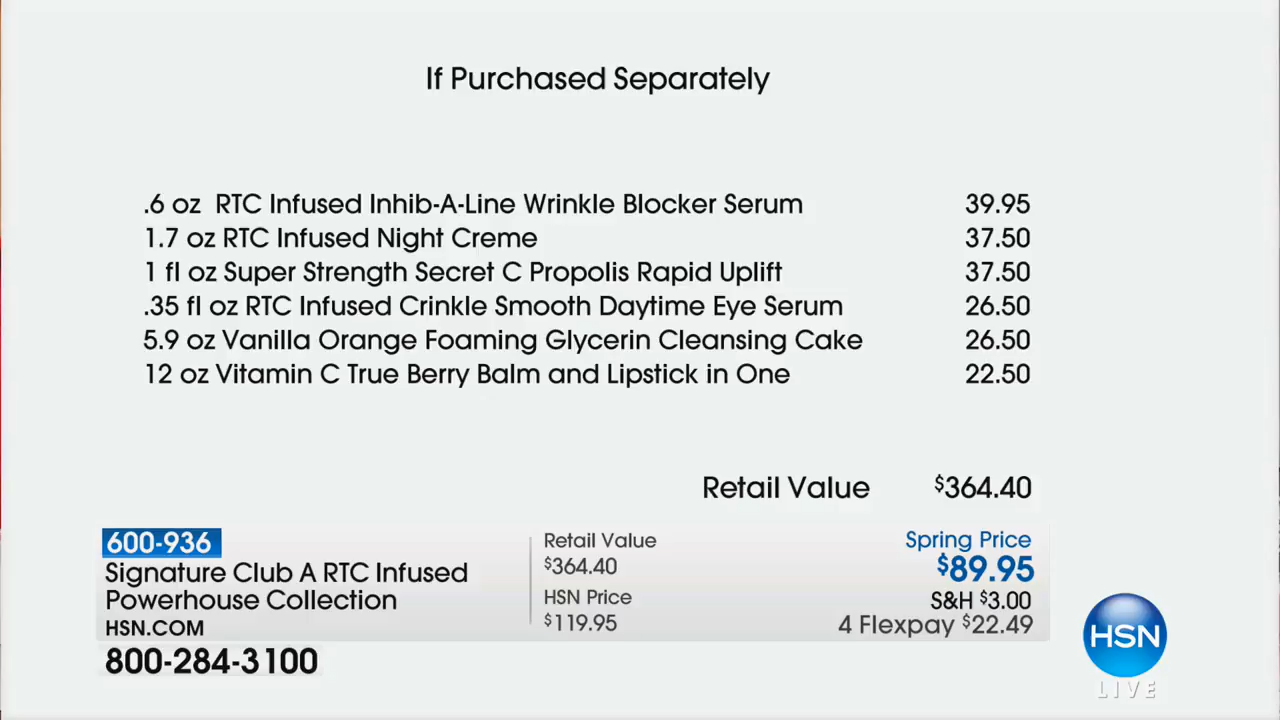 If Purchased Separately
.6 oz RTC Infused Inhib-A-Line Wrinkle Blocker Serum 39.95
1.7 oz RTC Infused Night Creme 37.50
1 fl oz Super Strength Secret C Propolis Rapid Uplift 37.50
.35 fl oz RTC Infused Crinkle Smooth Daytime Eye Serum 26.50
5.9 oz Vanilla Orange Foaming Glycerin Cleansing Cake 26.50
12 oz Vitamin C True Berry Balm and Lipstick in One 22.50
Retail Value $364.40
600-936
Signature Club A RTC Infused
Powerhouse Collection
HSN.COM
800-284-3100
Retail Value
$364.40
HSN Price
$119.95
Spring Price
$89.95
S&H $3.00
4 Flexpay $22.49
HSN
LIVE